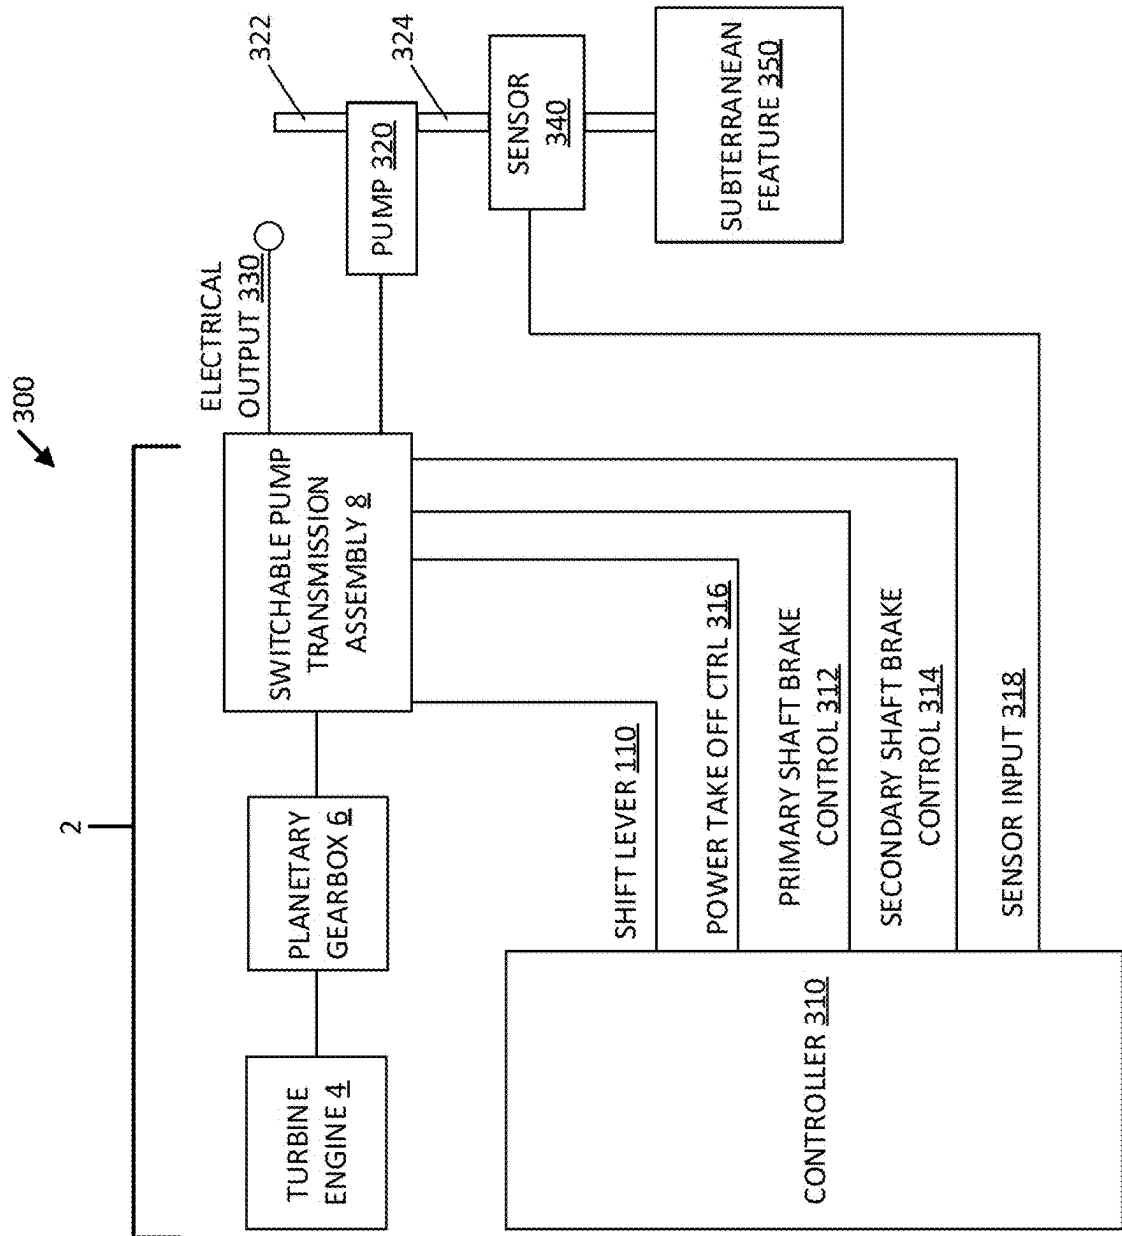 300
2
TURBINE
ENGINE 4
PLANETARY
GEARBOX 6
SWITCHABLE PUMP
TRANSMISSION
ASSEMBLY 8
ELECTRICAL
OUTPUT 330
322
PUMP 320
324
SENSOR
340
SUBTERRANEAN
FEATURE 350
CONTROLLER 310
SHIFT LEVER 110
POWER TAKE OFF CTRL 316
PRIMARY SHAFT BRAKE
CONTROL 312
SECONDARY SHAFT BRAKE
CONTROL 314
SENSOR INPUT 318